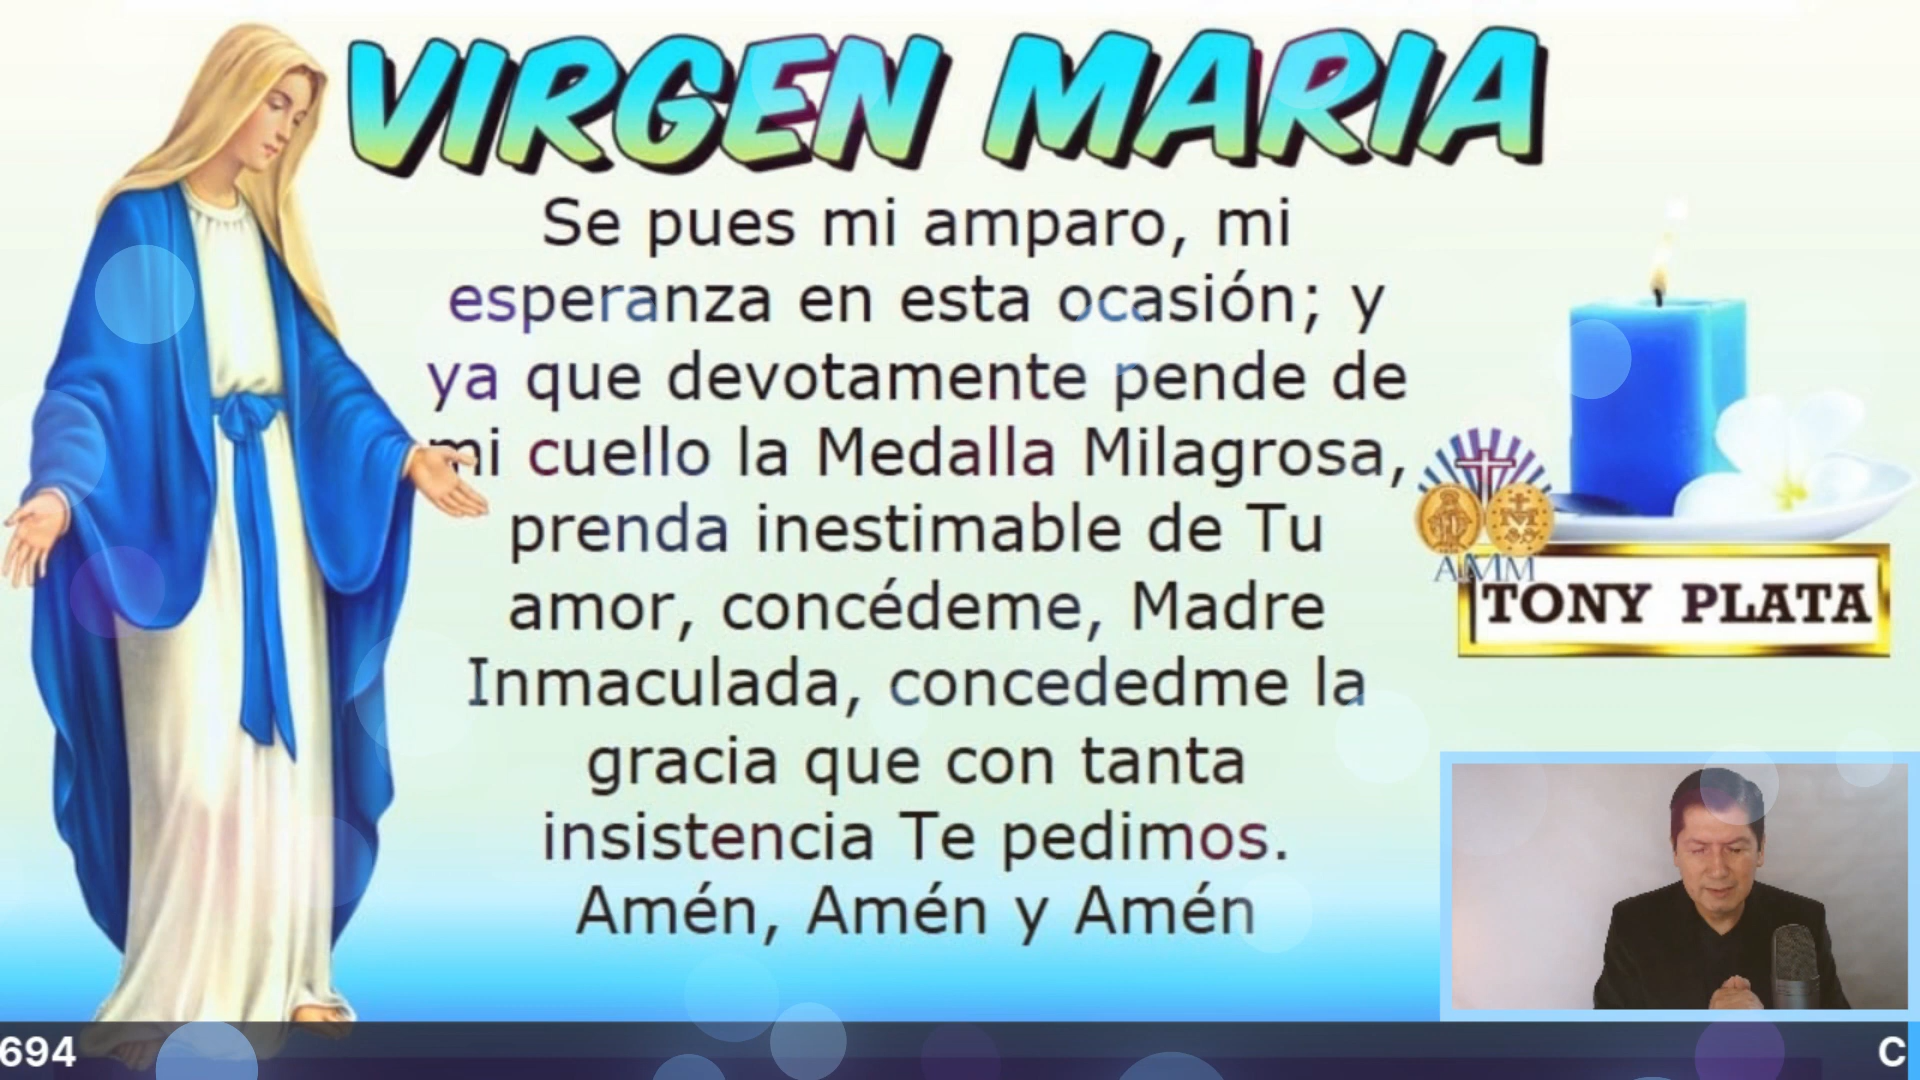 VIRGEN MARIA
Se pues mi amparo, mi
esperanza en esta ocasión; y
ya que devotamente pende de
mi cuello la Medalla Milagrosa,
prenda inestimable de Tu
amor, concédeme, Madre
Inmaculada, concededme la
gracia que con tanta
insistencia Te pedimos.
Amén, Amén y Amén
AMM
TONY PLATA
694
C